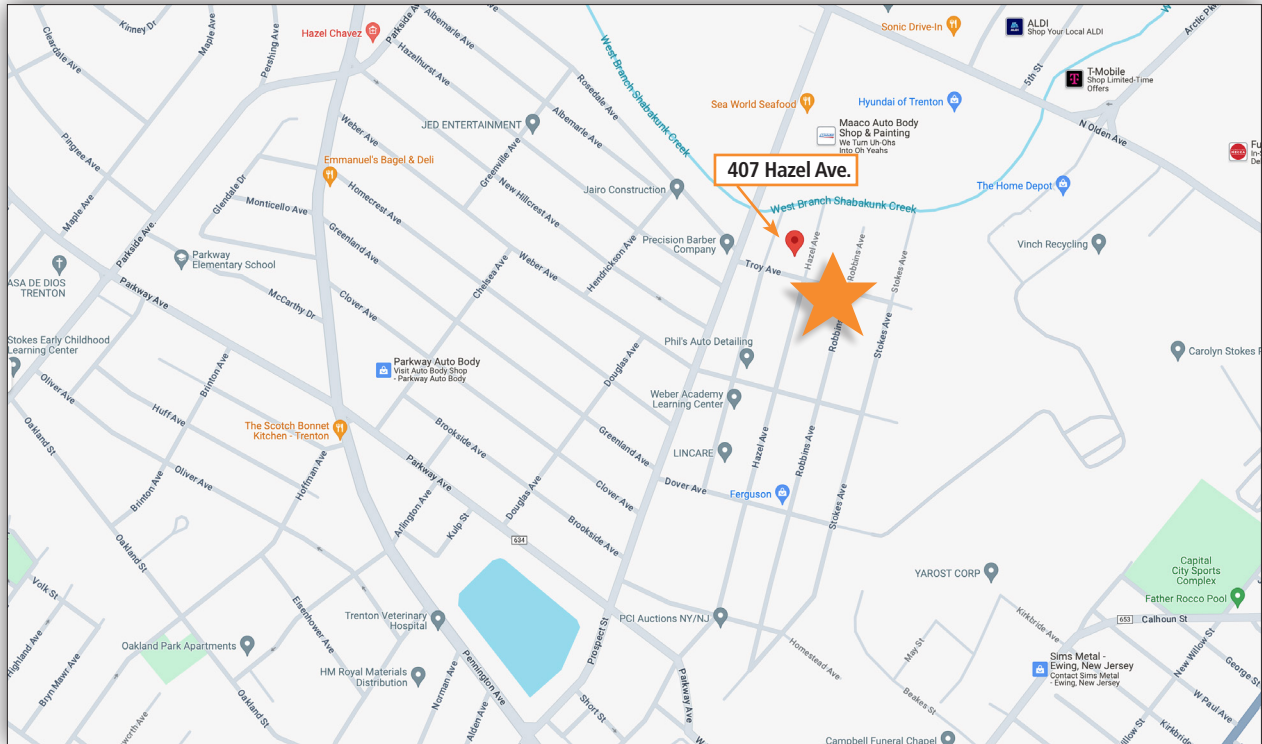 Kinney Dr
Maple Ave
Cleardale Ave
Pershing Ave
Hazel Chavez
Parkside Ave
Albemarle Ave
Hazelhurst Ave
Sonic Drive-In
ALDI
Shop Your Local ALDI
5th St
Arctic Pkwy
T-Mobile
Shop Limited-Time
Offers
West Branch Shabakunk Creek
Rosedale Ave
Sea World Seafood
Hyundai of Trenton
Maaco Auto Body
Shop & Painting
We Turn Uh-Ohs
Into Oh Yeahs
N Olden Ave
JED ENTERTAINMENT
Albemarle Ave
Weber Ave
Pingree Ave
Emmanuel's Bagel & Deli
Greenville Ave
407 Hazel Ave.
Glendale Dr
Homecrest Ave
New Hillcrest Ave
Jairo Construction
The Home Depot
Maple Ave
Monticello Ave
West Branch Shabakunk Creek
Parkside Ave.
Greenland Ave
Hendrickson Ave
Precision Barber
Company
Hazel Ave
Robbins Ave
Stokes Ave
Vinch Recycling
Parkway
Elementary School
Chelsea Ave
Weber Ave
Troy Ave
ASA DE DIOS
TRENTON
Parkway Ave
McCarthy Dr
Clover Ave
Robbins
Stokes Ave
Stokes Early Childhood
Learning Center
Phil's Auto Detailing
Carolyn Stokes
Parkway Auto Body
Visit Auto Body Shop
- Parkway Auto Body
Douglas Ave
Brinton Ave
Oliver Ave
Weber Academy
Learning Center
Huff Ave
Oakland St
The Scotch Bonnet
Kitchen - Trenton
Brookside Ave
Greenland Ave
Hazel Ave
Robbins Ave
LINCARE
Oliver Ave
Brinton Ave
Hoffman Ave
Parkway Ave
Clover Ave
Dover Ave
Ferguson
Stokes Ave
Douglas Ave
Arlington Ave
Kulp St
Brookside Ave
634
Oakland St
Volk St
Eisenhower Ave
YAROST CORP
Capital
City Sports
Complex
Father Rocco Pool
Trenton Veterinary
Hospital
PCI Auctions NY/NJ
Kirkbride Ave
653
Calhoun St
Highland Ave
Oakland Park Apartments
Prospect St
Homestead Ave
May St
New Willow St
Bryn Mawr Ave
HM Royal Materials
Distribution
Pennington Ave
Norman Ave
Parkway Ave
Sims Metal -
Ewing, New Jersey
Contact Sims Metal
- Ewing, New Jersey
George St
Oakland St
Alden Ave
Short St
Beakes St
W Paul Ave
worth Ave
Campbell Funeral Chapel
illow St
Kirkbrid